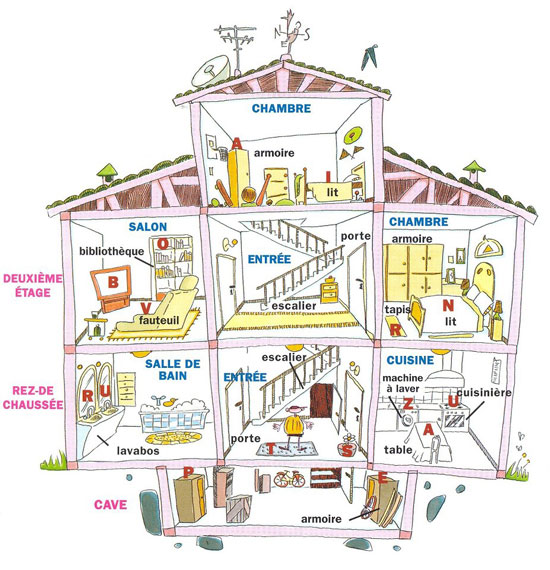 N
S
CHAMBRE
A
armoire
I
lit
SALON
bibliothèque
O
B
V
fauteuil
ENTRÉE
porte
escalier
CHAMBRE
armoire
tapis
R
N
lit
DEUXIÈME
ÉTAGE
SALLE DE
BAIN
R U
lavabos
escalier
ENTRÉE
porte
T
S
CUISINE
machine
à laver
cuisinière
Z
U
A
table
REZ-DE
CHAUSSÉE
CAVE
P
E
armoire